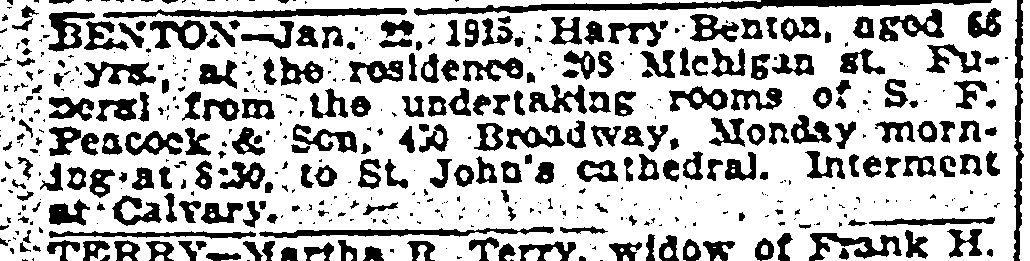 BENTON—Jan. 22, 1915, Harry Benton, aged 66
yrs., at the residence, 208 Michigan st. Fu-
neral from the undertaking rooms of S. F.
Peacock & Son, 450 Broadway, Monday morn-
ing at 8:30, to St. John's cathedral. Interment
at Calvary.
TERRY—Martha R. Terry, widow of Frank H.